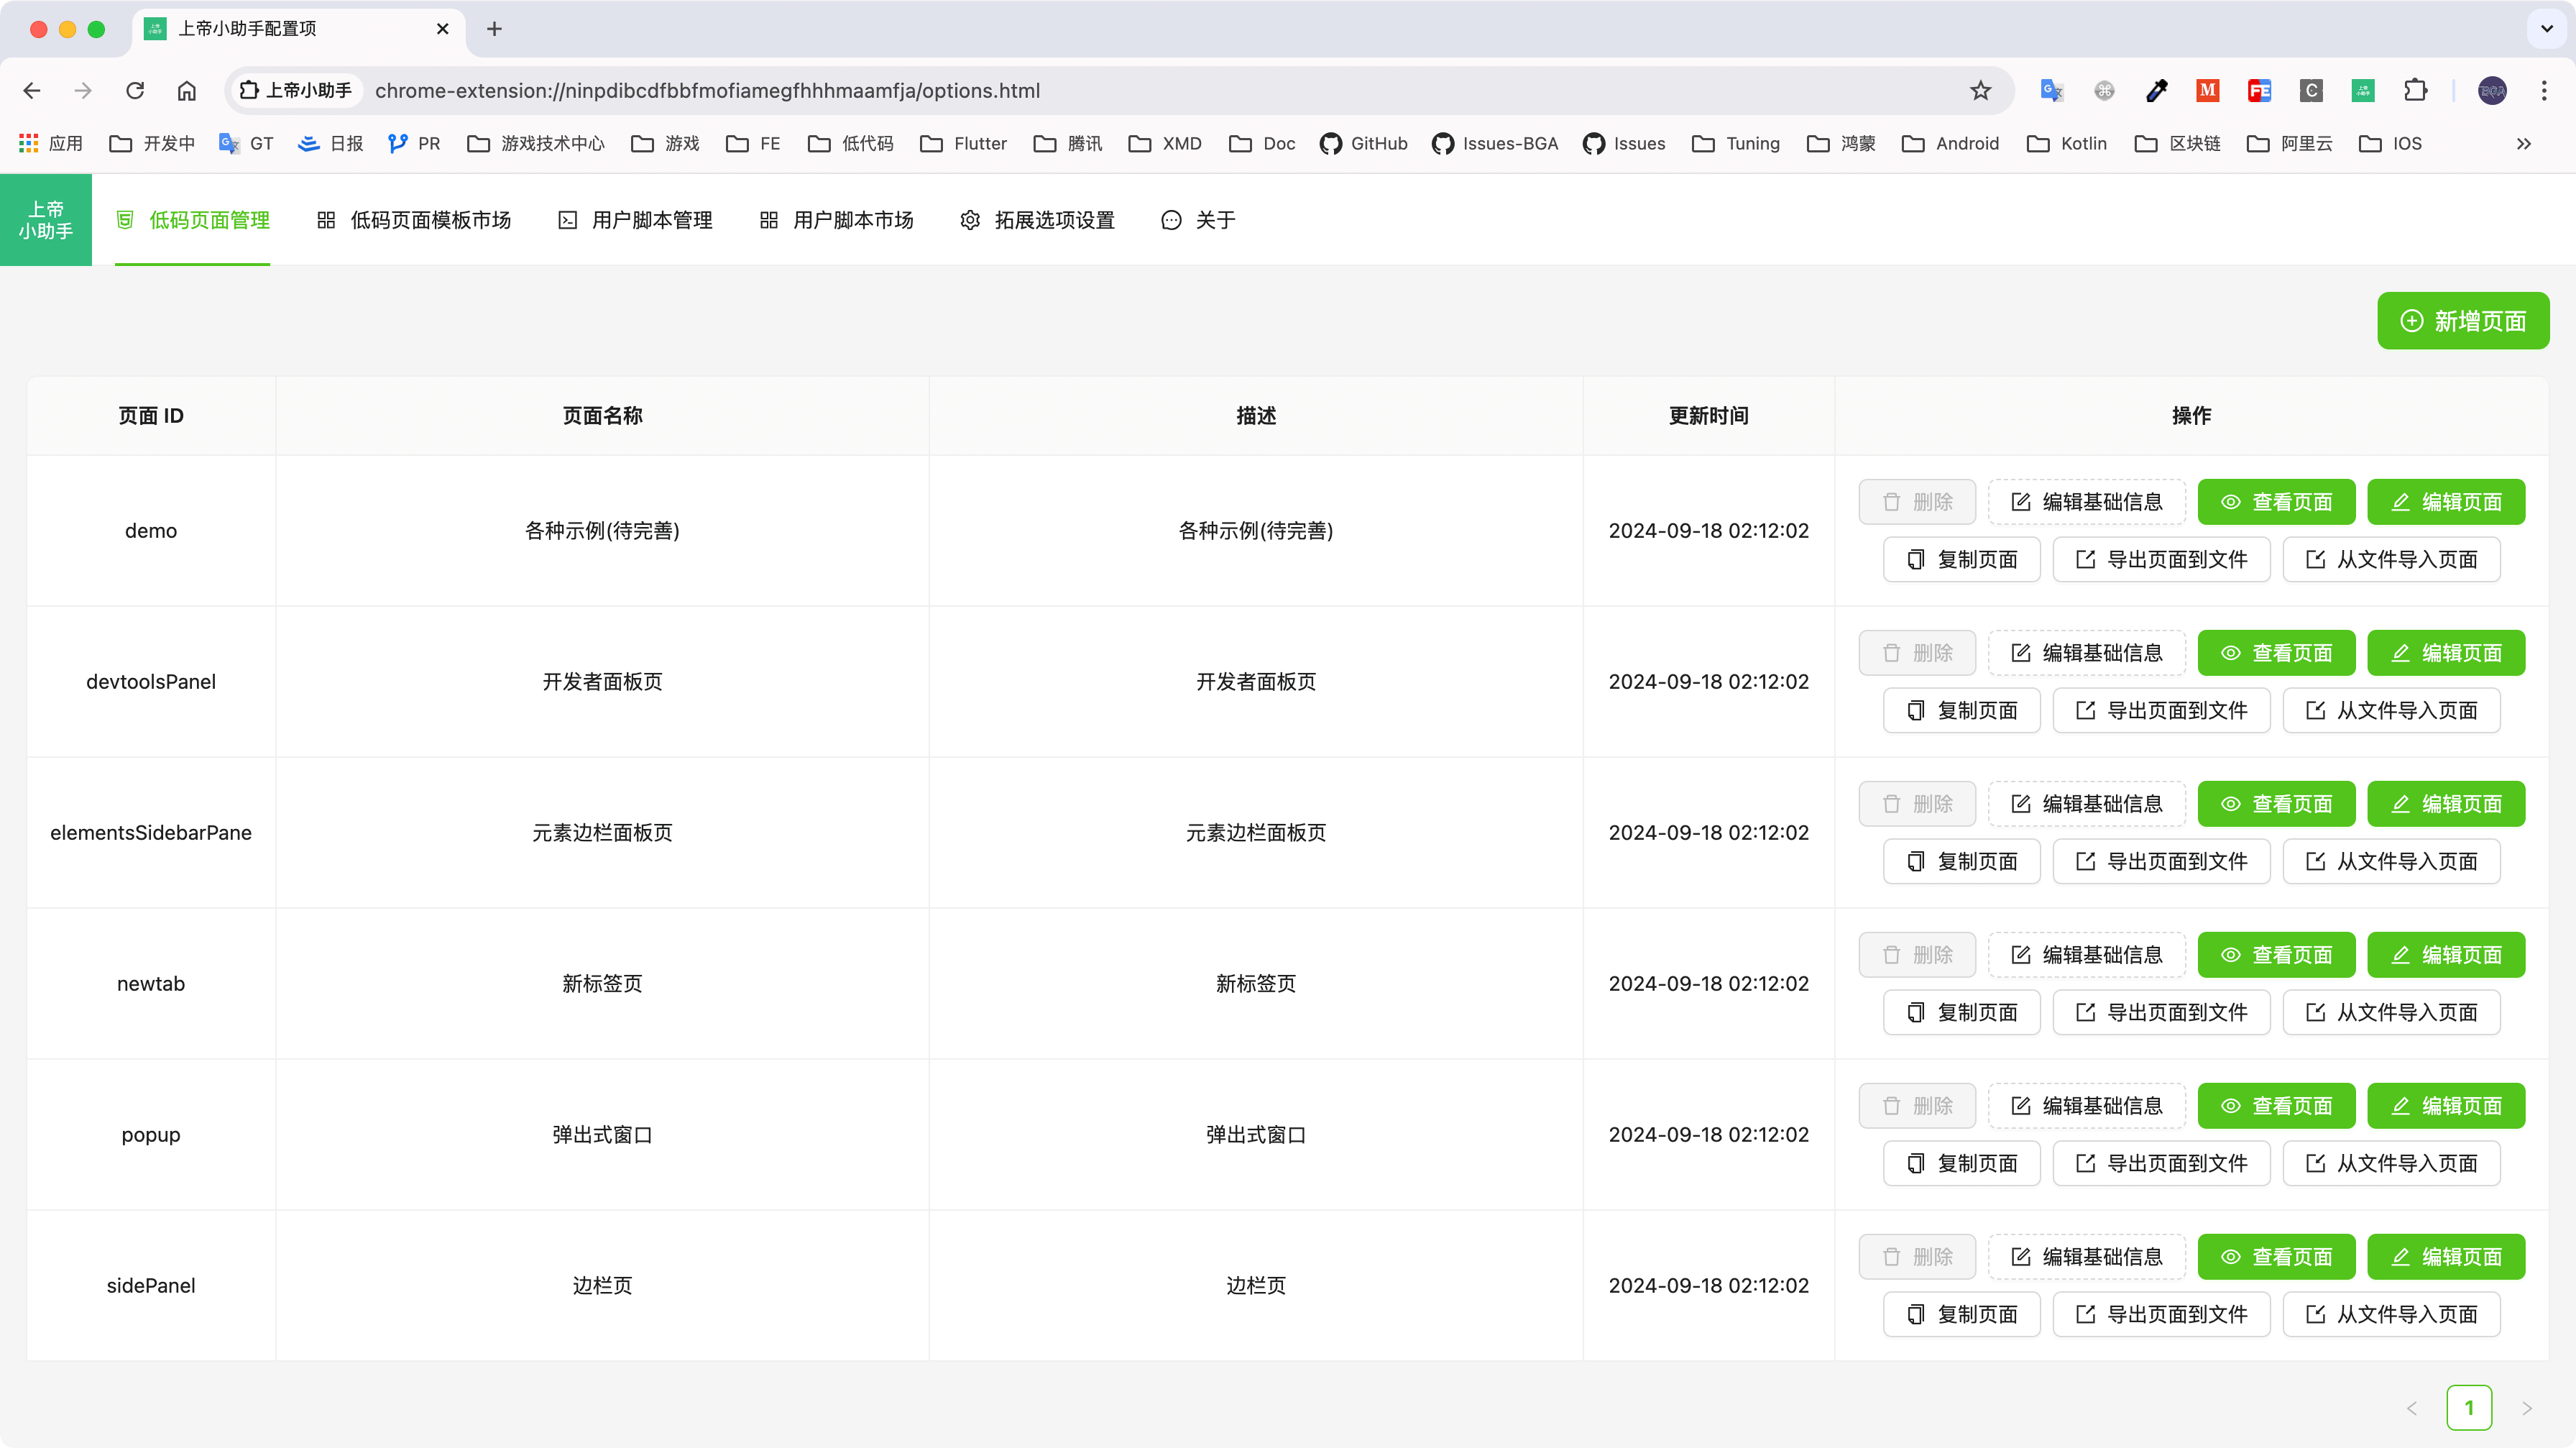 上帝小助手配置项
上帝小助手 chrome-extension://ninpdibcdfbbfmofiamegfhhhmaamfja/options.html
应用 开发中 GT 日报 PR 游戏技术中心 游戏 FE 低代码 Flutter 腾讯 XMD Doc GitHub Issues-BGA Issues Tuning 鸿蒙 Android Kotlin 区块链 阿里云 IOS
上帝
小助手
低码页面管理 低码页面模板市场 用户脚本管理 用户脚本市场 拓展选项设置 关于
新增页面
页面 ID 页面名称 描述 更新时间 操作
demo 各种示例(待完善) 各种示例(待完善) 2024-09-18 02:12:02
删除 编辑基础信息 查看页面 编辑页面
复制页面 导出页面到文件 从文件导入页面
devtoolsPanel 开发者面板页 开发者面板页 2024-09-18 02:12:02
删除 编辑基础信息 查看页面 编辑页面
复制页面 导出页面到文件 从文件导入页面
elementsSidebarPane 元素边栏面板页 元素边栏面板页 2024-09-18 02:12:02
删除 编辑基础信息 查看页面 编辑页面
复制页面 导出页面到文件 从文件导入页面
newtab 新标签页 新标签页 2024-09-18 02:12:02
删除 编辑基础信息 查看页面 编辑页面
复制页面 导出页面到文件 从文件导入页面
popup 弹出式窗口 弹出式窗口 2024-09-18 02:12:02
删除 编辑基础信息 查看页面 编辑页面
复制页面 导出页面到文件 从文件导入页面
sidePanel 边栏页 边栏页 2024-09-18 02:12:02
删除 编辑基础信息 查看页面 编辑页面
复制页面 导出页面到文件 从文件导入页面
1